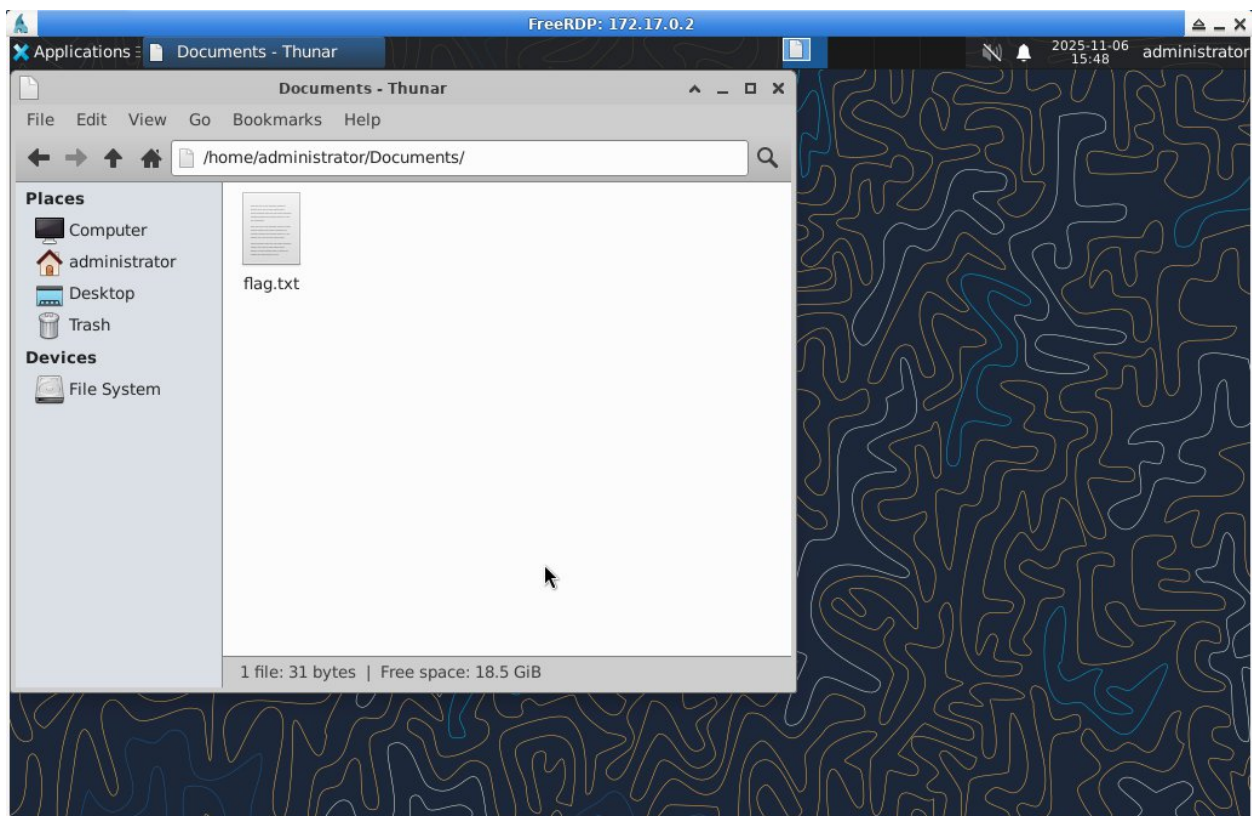 FreeRDP: 172.17.0.2
Applications Documents - Thunar 2025-11-06 15:48 administrator
Documents - Thunar
File Edit View Go Bookmarks Help
/home/administrator/Documents/
Places
Computer
administrator
Desktop
Trash
Devices
File System
flag.txt
1 file: 31 bytes | Free space: 18.5 GiB